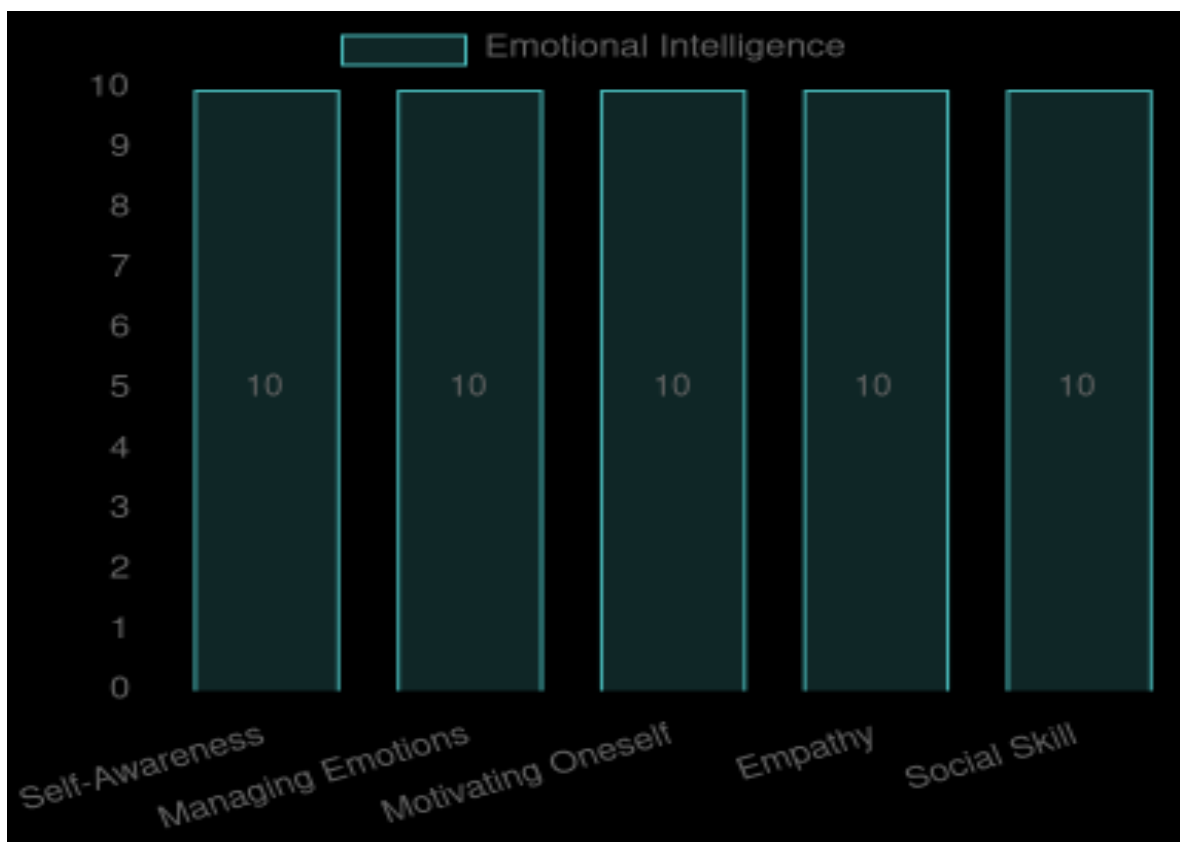 Emotional Intelligence
10
9
8
7
6
5
4
3
2
1
0
10 10 10 10 10
Self-Awareness
Managing Emotions
Motivating Oneself
Empathy
Social Skill